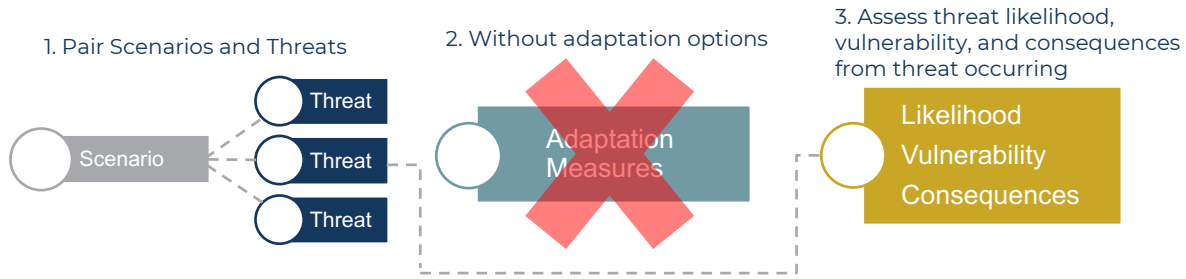 1. Pair Scenarios and Threats
Scenario
Threat
Threat
Threat
2. Without adaptation options
Adaptation
Measures
3. Assess threat likelihood,
vulnerability, and consequences
from threat occurring
Likelihood
Vulnerability
Consequences